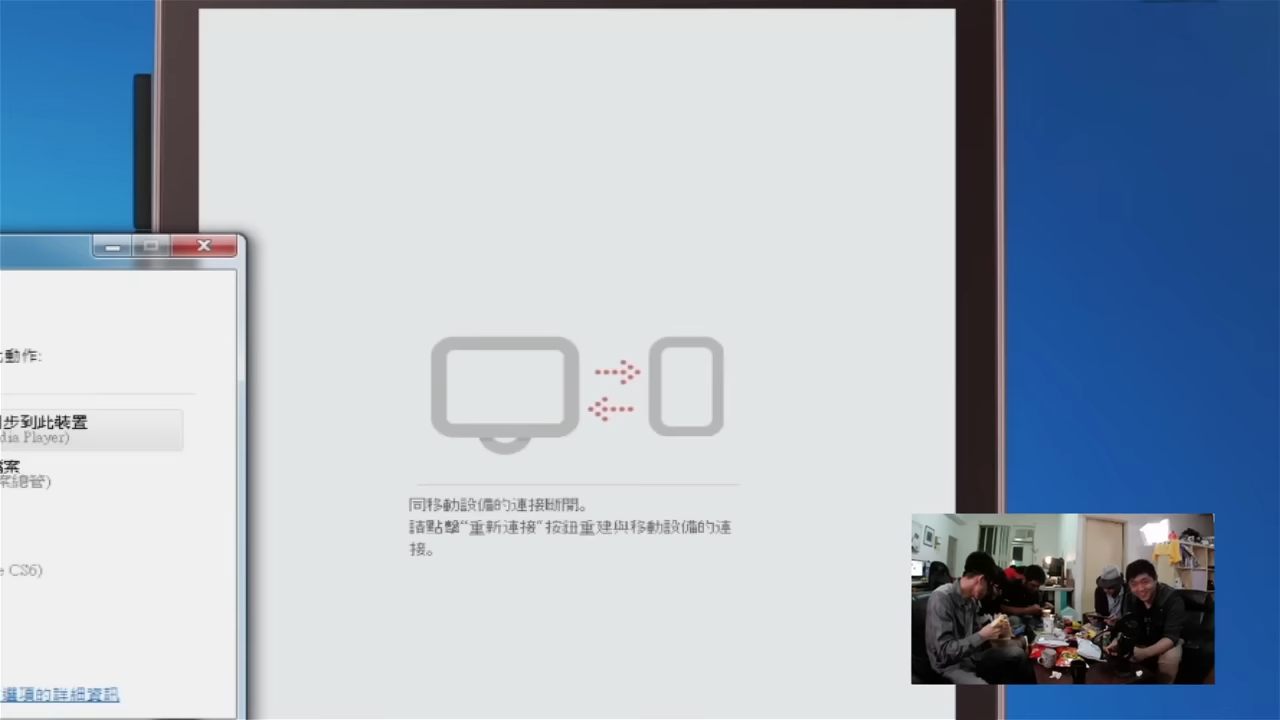 動作:
步到此裝置
dia Player)
檔案
案總管)
CS6)
選項的詳細資訊
同移動設備的連接斷開。
請點擊“重新連接”按鈕重建與移動設備的連
接。